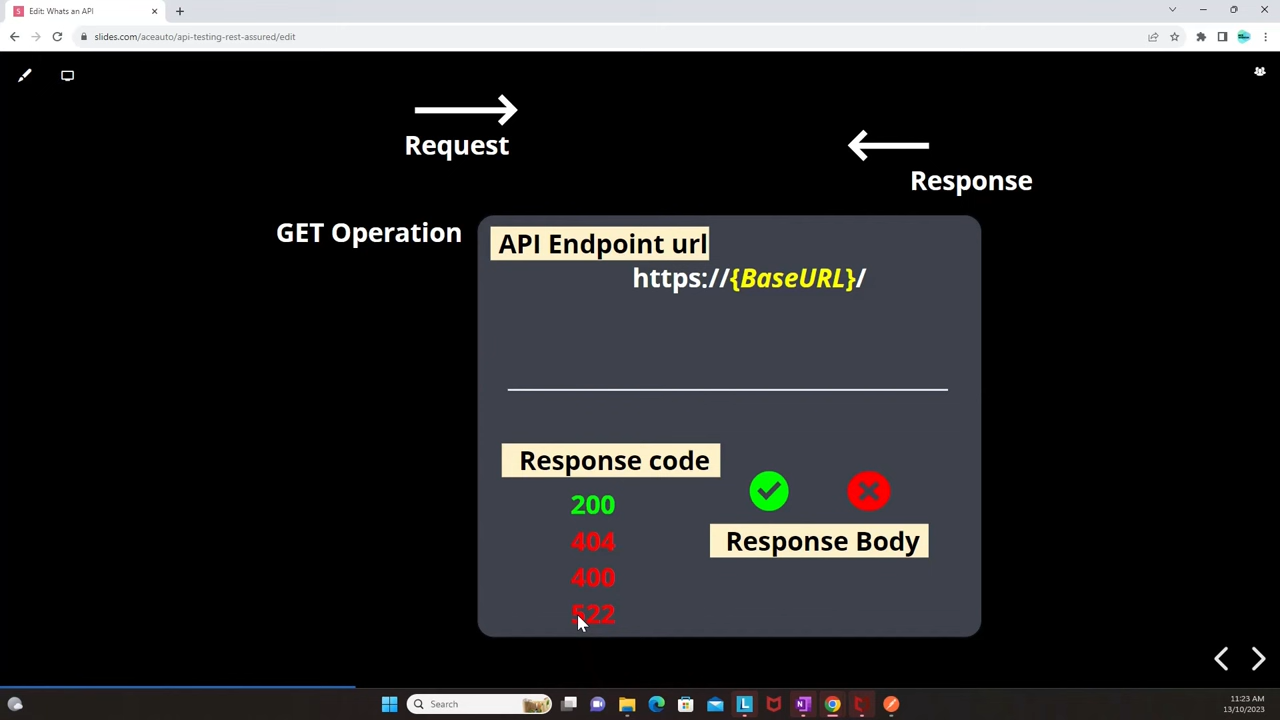 Edit: Whats an API
slides.com/aceauto/api-testing-rest-assured/edit
Request
Response
GET Operation
API Endpoint url
https://{BaseURL}/
Response code
200
404
400
522
Response Body
Search
11:23 AM
13/10/2023